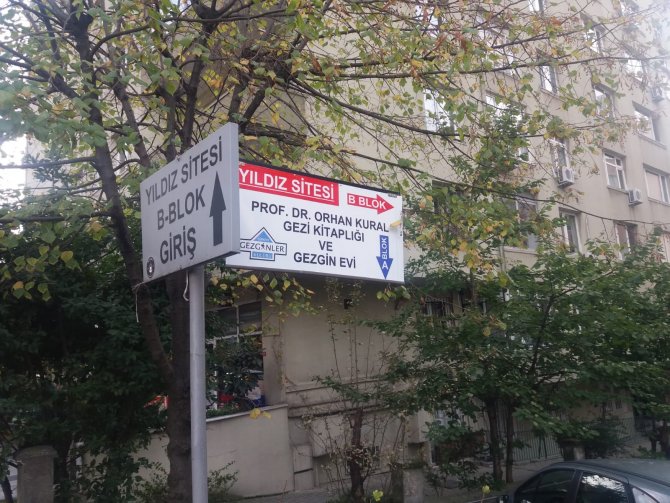 YILDIZ SİTESİ
B-BLOK
GİRİŞ
YILDIZ SİTESİ
B BLOK
PROF. DR. ORHAN KURAL
GEZİ KİTAPLIĞI
VE
GEZGİN EVİ
GEZGİNLER
A BLOK